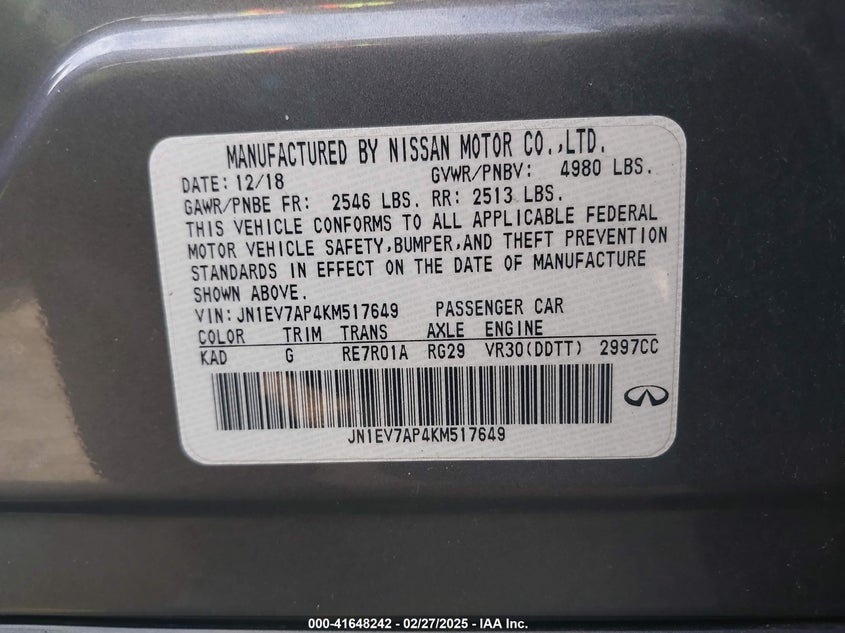 MANUFACTURED BY NISSAN MOTOR CO.,LTD.
DATE: 12/18 GVWR/PNBV: 4980 LBS.
GAWR/PNBE FR: 2546 LBS. RR: 2513 LBS.
THIS VEHICLE CONFORMS TO ALL APPLICABLE FEDERAL
MOTOR VEHICLE SAFETY,BUMPER,AND THEFT PREVENTION
STANDARDS IN EFFECT ON THE DATE OF MANUFACTURE
SHOWN ABOVE.
VIN: JN1EV7AP4KM517649 PASSENGER CAR
COLOR TRIM TRANS AXLE ENGINE
KAD G RE7R01A RG29 VR30(DDTT) 2997CC
JN1EV7AP4KM517649
000-41648242 - 02/27/2025 - IAA Inc.